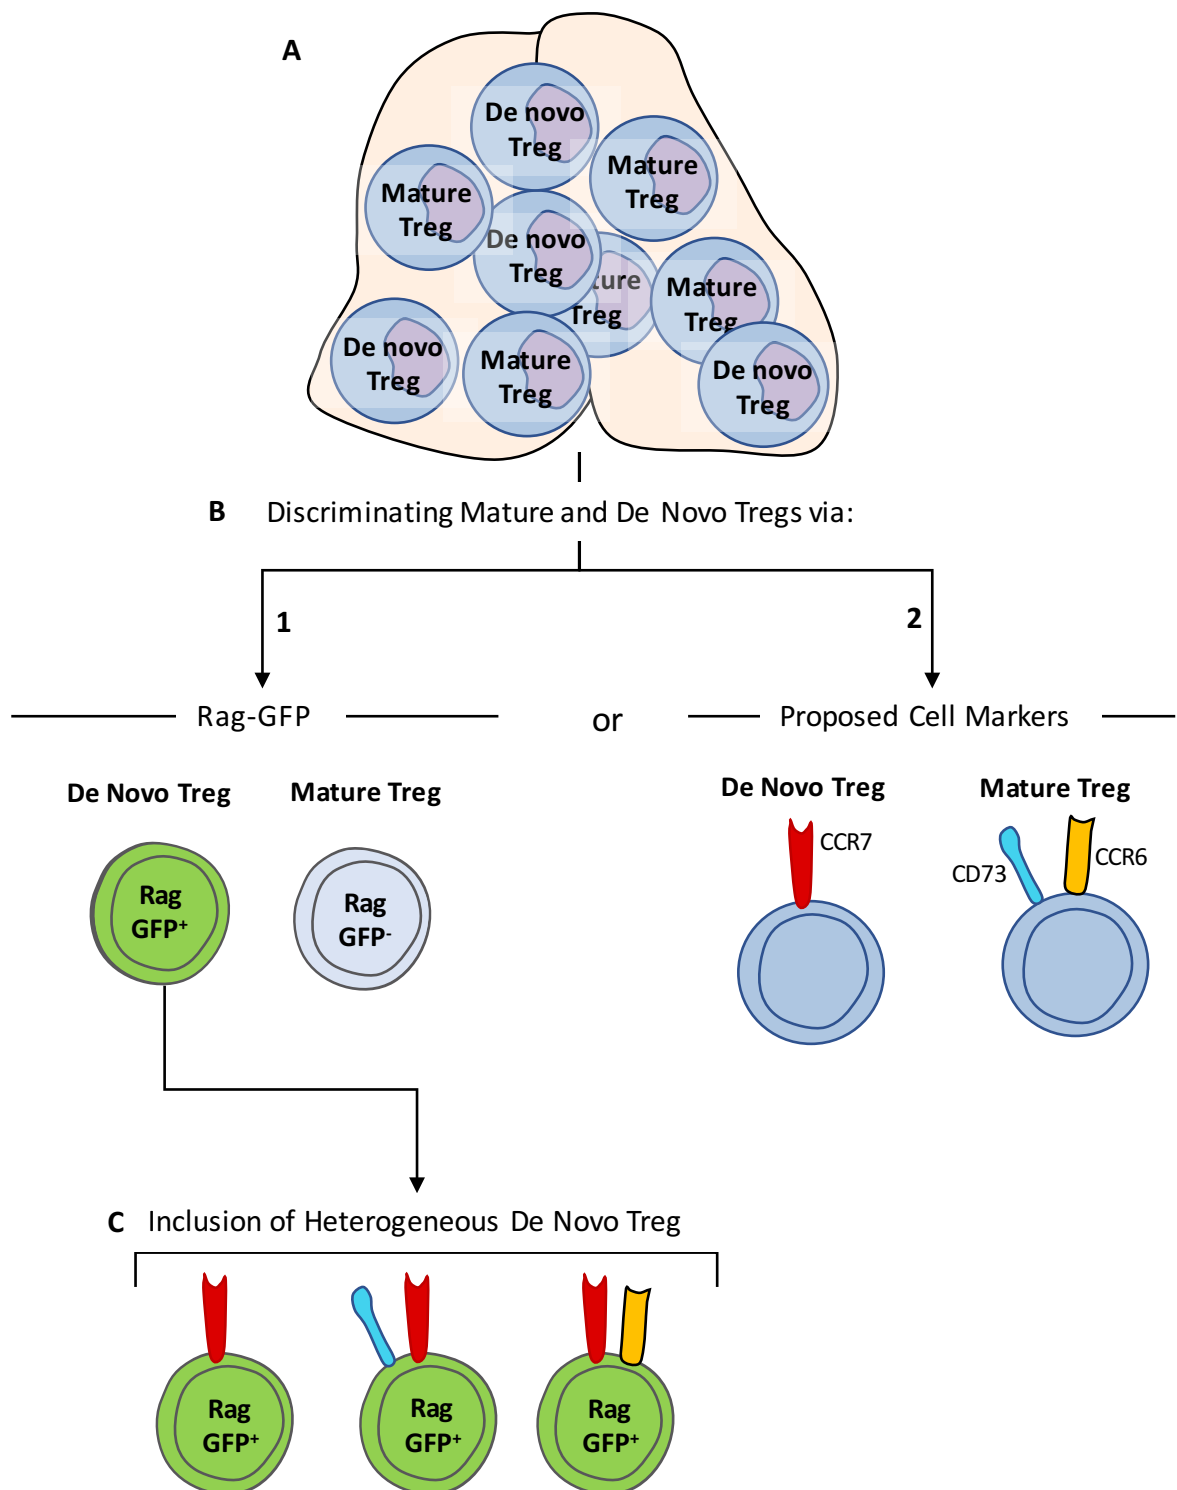 A
De novo
Treg
Mature
Treg
Mature
Treg
De novo
Treg
ture
Treg
Mature
Treg
De novo
Treg
Mature
Treg
De novo
Treg
B Discriminating Mature and De Novo Tregs via:
1
2
Rag-GFP
or
Proposed Cell Markers
De Novo Treg
Mature Treg
De Novo Treg
Mature Treg
CCR7
CD73
CCR6
Rag
GFP⁺
Rag
GFP⁻
C Inclusion of Heterogeneous De Novo Treg
Rag
GFP⁺
Rag
GFP⁺
Rag
GFP⁺